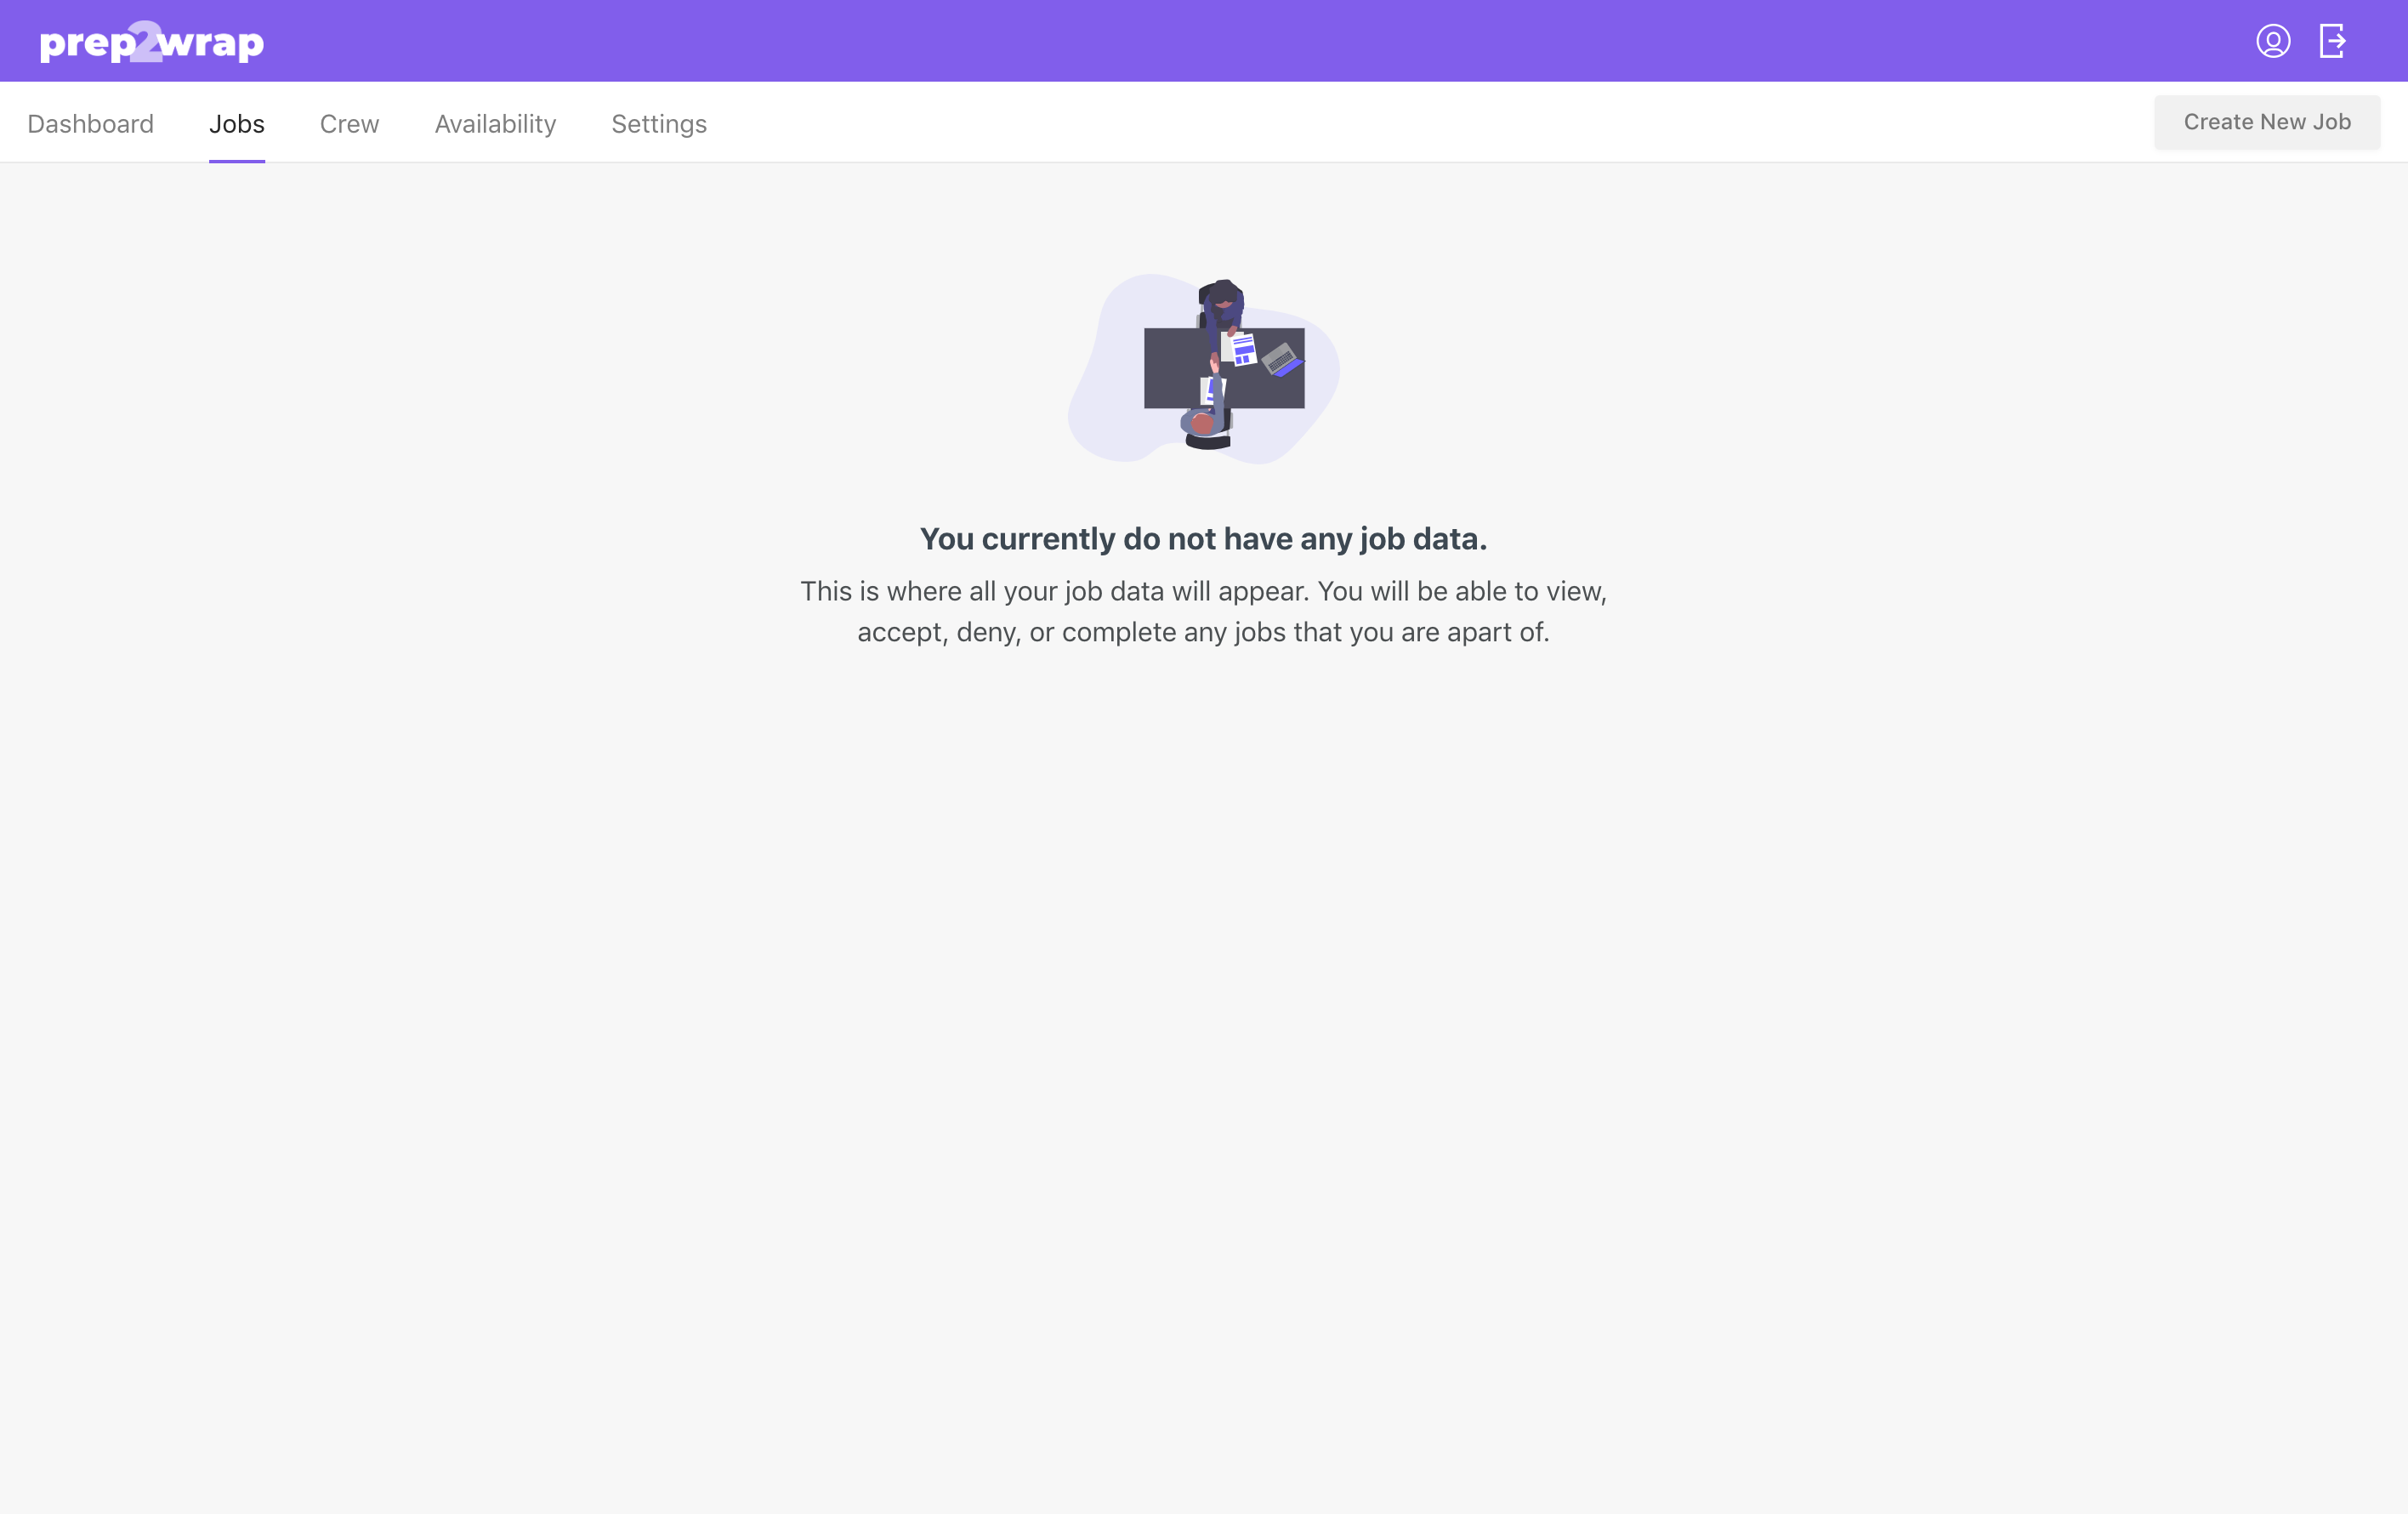 prep2wrap
Dashboard Jobs Crew Availability Settings Create New Job
You currently do not have any job data.
This is where all your job data will appear. You will be able to view,
accept, deny, or complete any jobs that you are apart of.